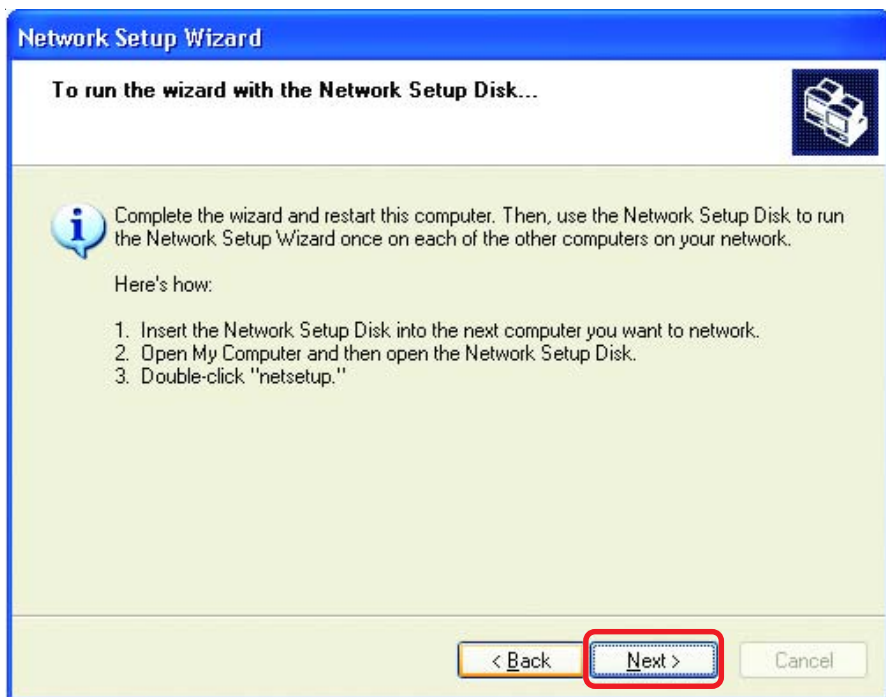 Network Setup Wizard
To run the wizard with the Network Setup Disk...
Complete the wizard and restart this computer. Then, use the Network Setup Disk to run
the Network Setup Wizard once on each of the other computers on your network.
Here's how:
1. Insert the Network Setup Disk into the next computer you want to network.
2. Open My Computer and then open the Network Setup Disk.
3. Double-click "netsetup."
< Back
Next >
Cancel